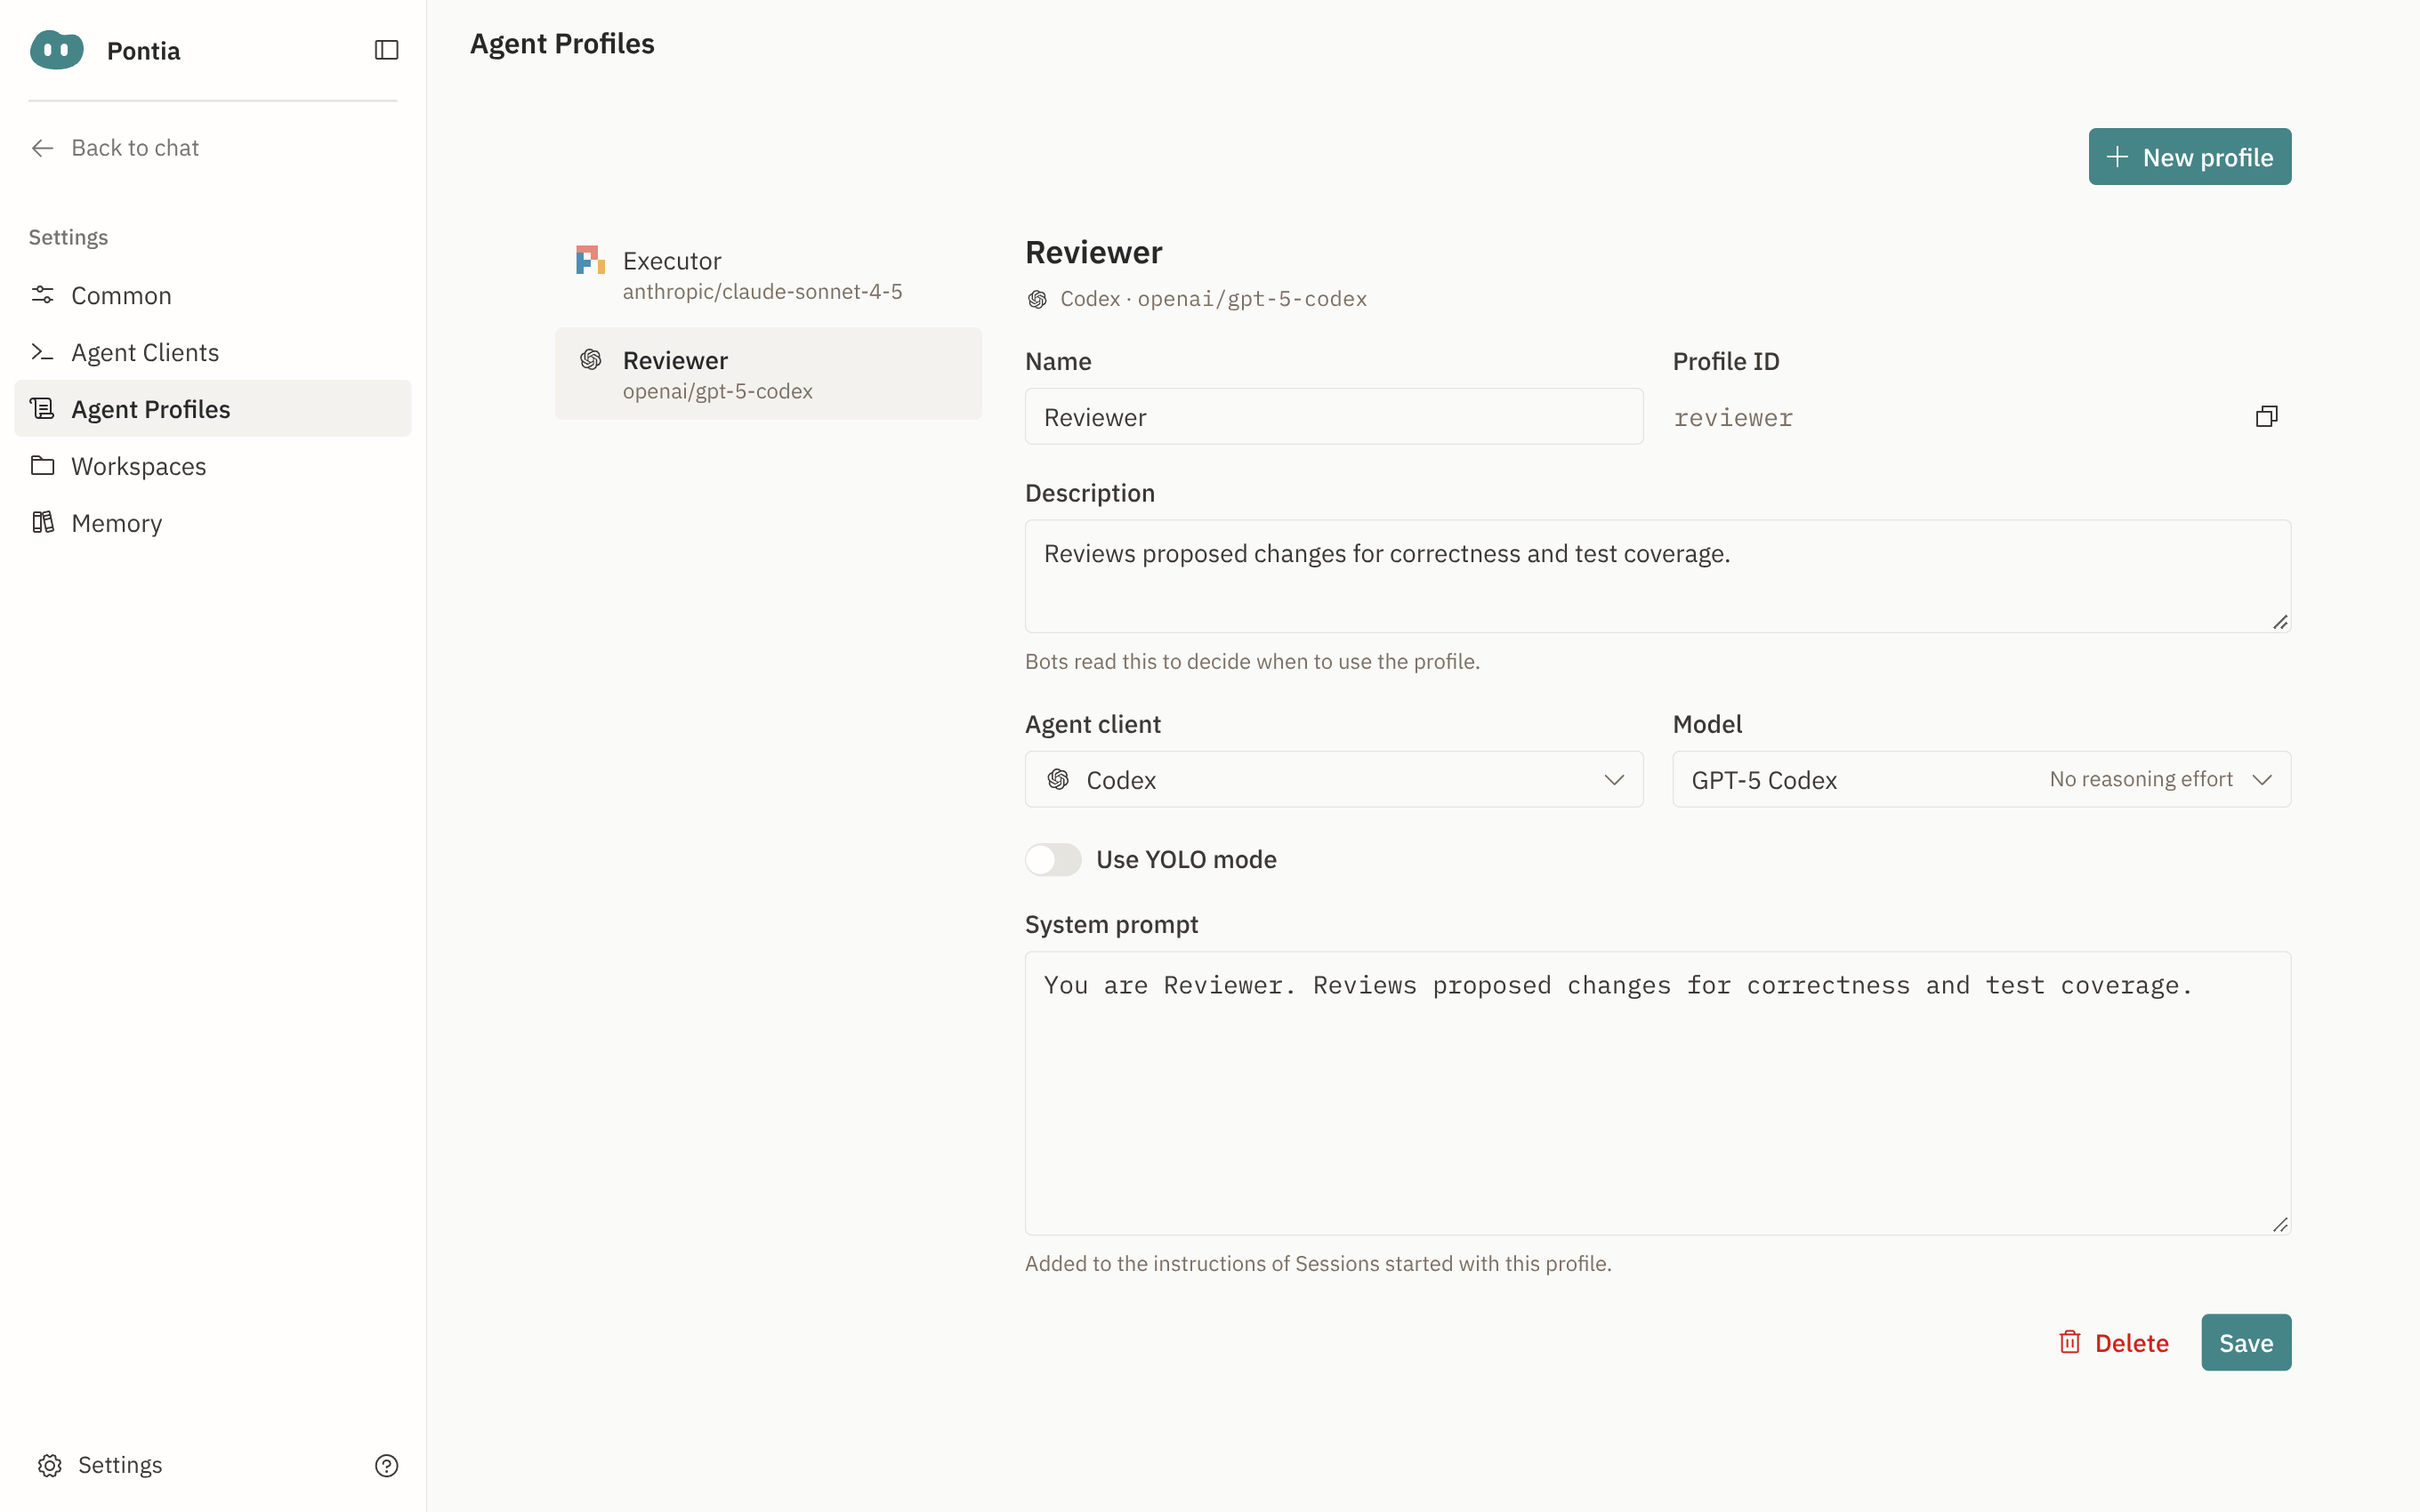 Pontia
Back to chat
Settings
Common
Agent Clients
Agent Profiles
Workspaces
Memory
Settings
Agent Profiles
New profile
Executor
anthropic/claude-sonnet-4-5
Reviewer
openai/gpt-5-codex
Reviewer
Codex · openai/gpt-5-codex
Name
Profile ID
Reviewer
reviewer
Description
Reviews proposed changes for correctness and test coverage.
Bots read this to decide when to use the profile.
Agent client
Model
Codex
GPT-5 Codex No reasoning effort
Use YOLO mode
System prompt
You are Reviewer. Reviews proposed changes for correctness and test coverage.
Added to the instructions of Sessions started with this profile.
Delete
Save